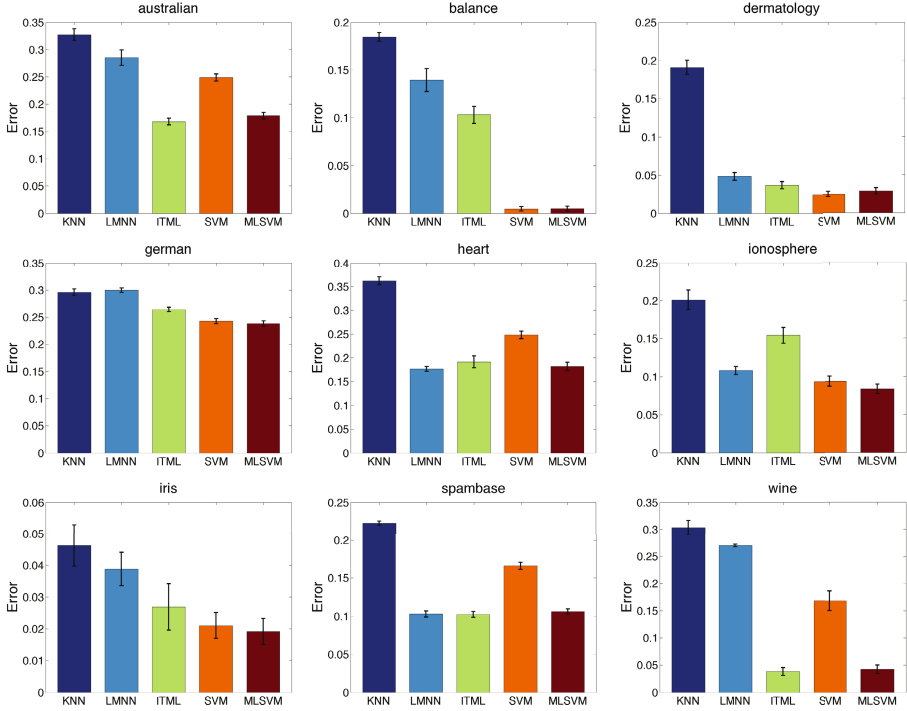 australian
balance
dermatology
Error
0.35
0.3
0.25
0.2
0.15
0.1
0.05
0
KNN LMNN ITML SVM MLSVM
Error
0.2
0.15
0.1
0.05
0
KNN LMNN ITML SVM MLSVM
Error
0.25
0.2
0.15
0.1
0.05
0
KNN LMNN ITML SVM MLSVM
german
heart
ionosphere
Error
0.35
0.3
0.25
0.2
0.15
0.1
0.05
0
KNN LMNN ITML SVM MLSVM
Error
0.4
0.35
0.3
0.25
0.2
0.15
0.1
0.05
0
KNN LMNN ITML SVM MLSVM
Error
0.25
0.2
0.15
0.1
0.05
0
KNN LMNN ITML SVM MLSVM
iris
spambase
wine
Error
0.06
0.05
0.04
0.03
0.02
0.01
0
KNN LMNN ITML SVM MLSVM
Error
0.25
0.2
0.15
0.1
0.05
0
KNN LMNN ITML SVM MLSVM
Error
0.35
0.3
0.25
0.2
0.15
0.1
0.05
0
KNN LMNN ITML SVM MLSVM